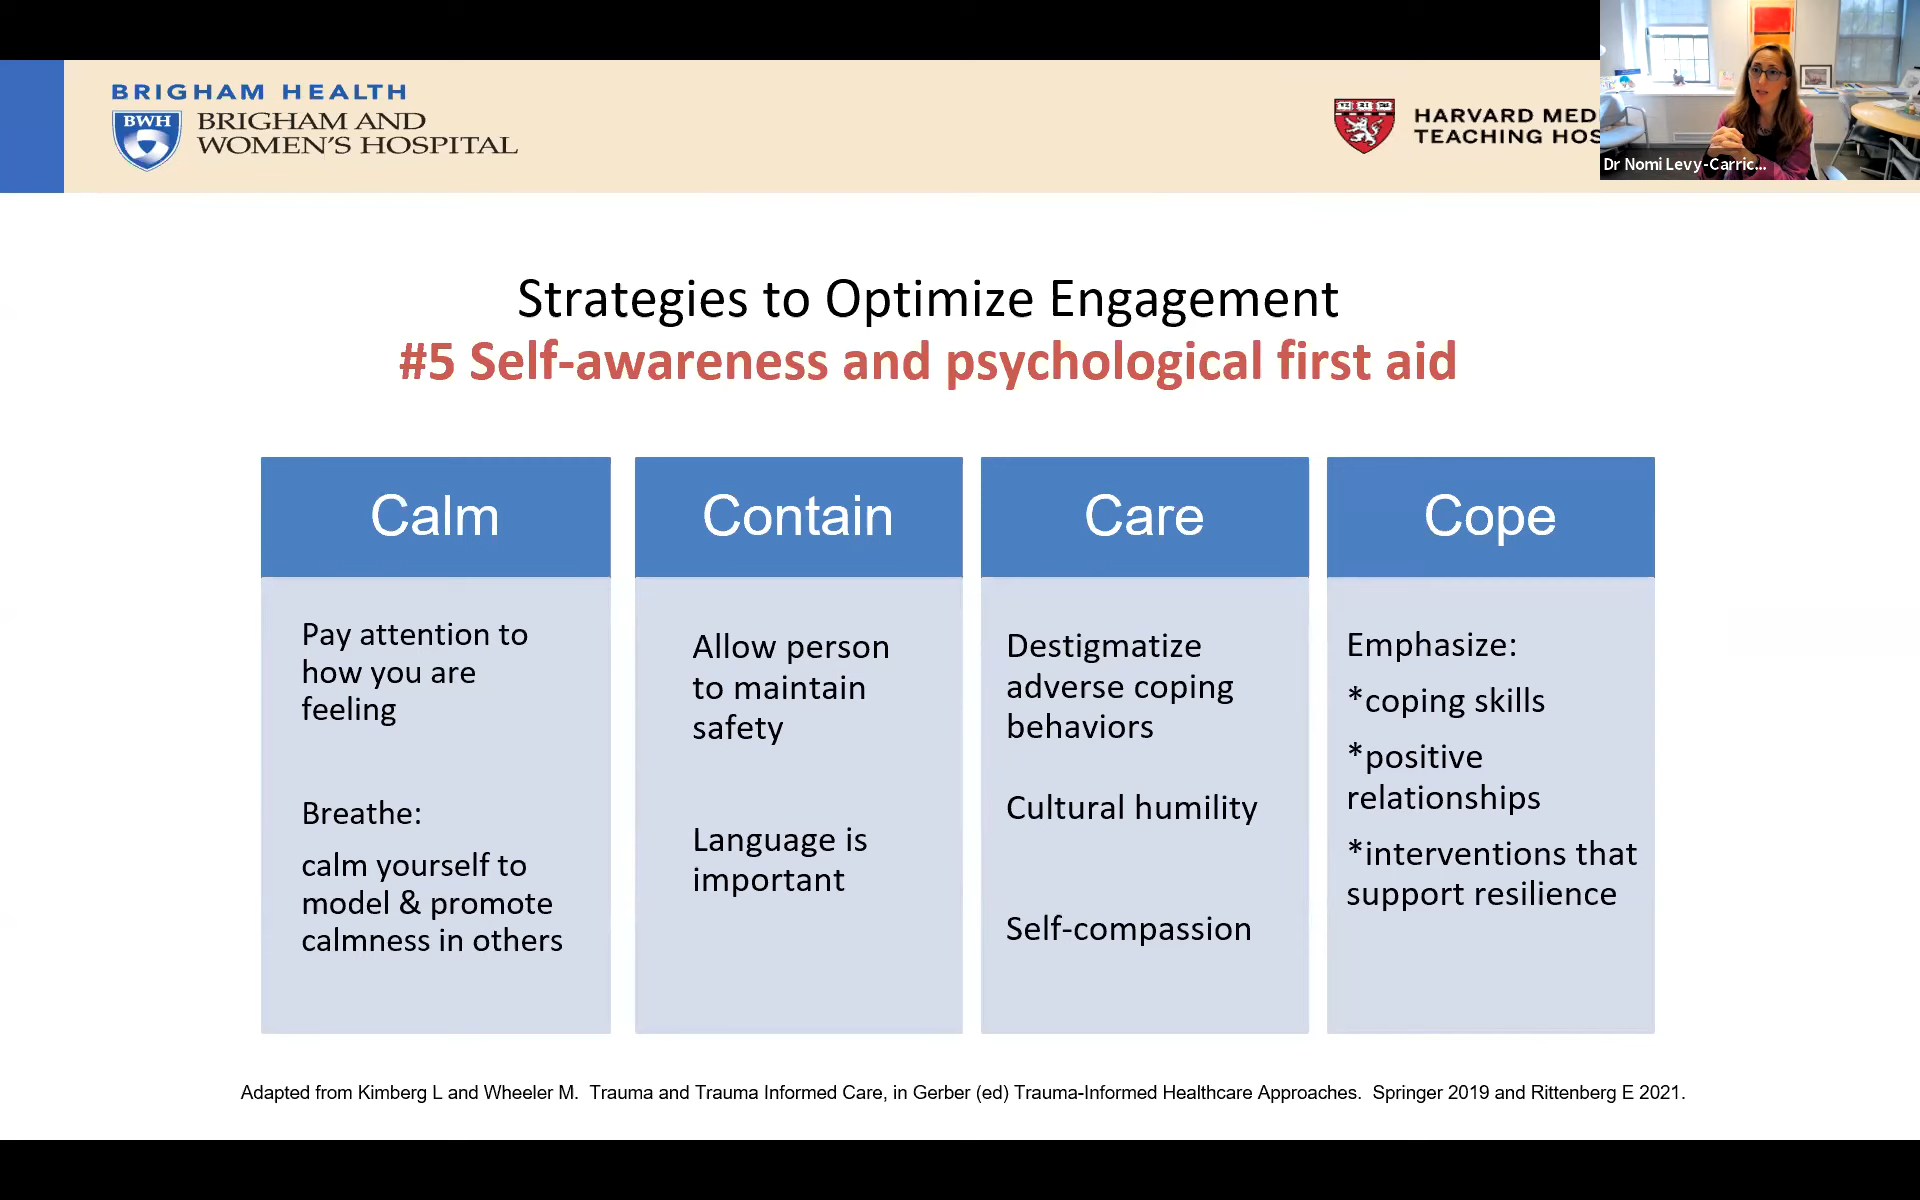 BRIGHAM HEALTH
BWH
BRIGHAM AND
WOMEN'S HOSPITAL
HARVARD MED
TEACHING HOS
Dr Nomi Levy-Carric...
Strategies to Optimize Engagement
#5 Self-awareness and psychological first aid
Calm
Pay attention to
how you are
feeling
Breathe:
calm yourself to
model & promote
calmness in others
Contain
Allow person
to maintain
safety
Language is
important
Care
Destigmatize
adverse coping
behaviors
Cultural humility
Self-compassion
Cope
Emphasize:
*coping skills
*positive
relationships
*interventions that
support resilience
Adapted from Kimberg L and Wheeler M.  Trauma and Trauma Informed Care, in Gerber (ed) Trauma-Informed Healthcare Approaches.  Springer 2019 and Rittenberg E 2021.